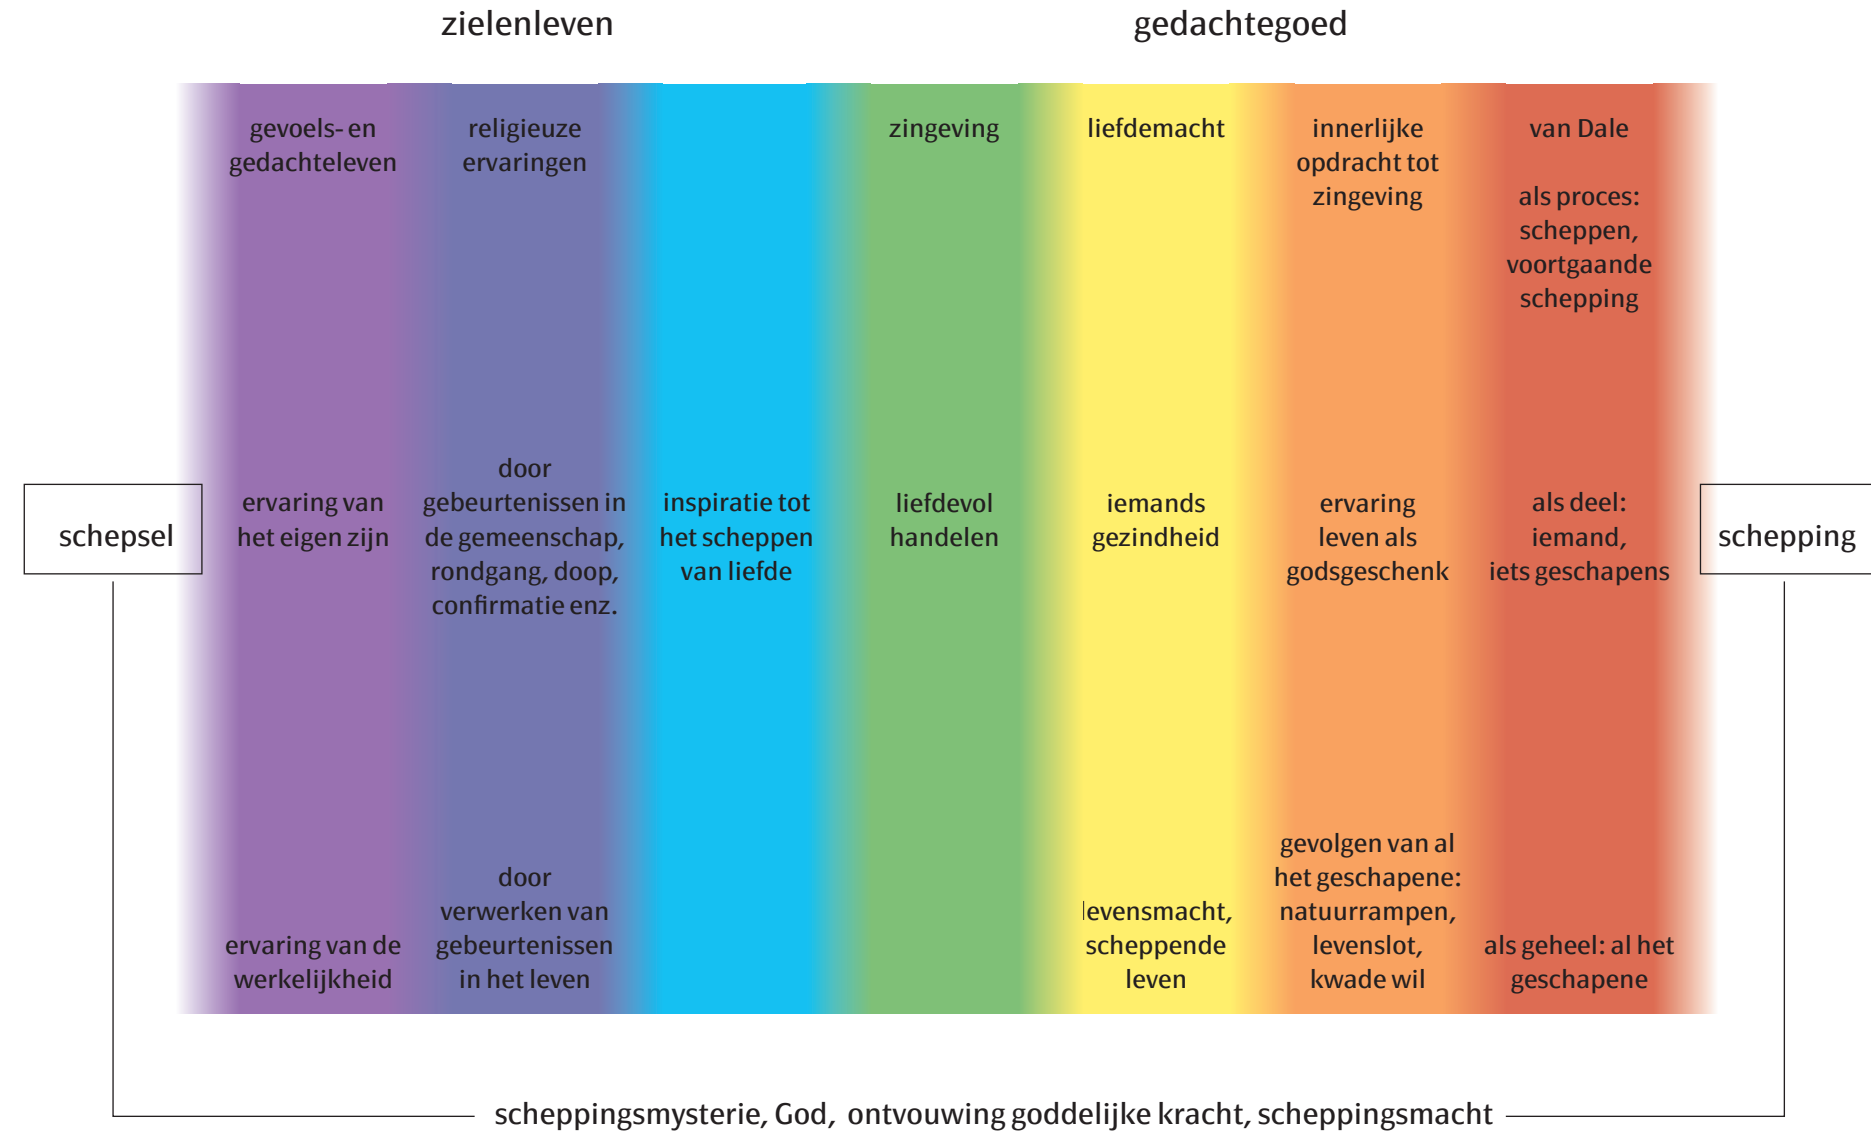 zielenleven
gedachtegoed
gevoels- en
gedachteleven
religieuze
ervaringen
zingeving
liefdemacht
innerlijke
opdracht tot
zingeving
van Dale
als proces:
scheppen,
voortgaande
schepping
schepsel
ervaring van
het eigen zijn
door
gebeurtenissen in
de gemeenschap,
rondgang, doop,
confirmatie enz.
inspiratie tot
het scheppen
van liefde
liefdevol
handelen
iemands
gezindheid
ervaring
leven als
godsgeschenk
als deel:
iemand,
iets geschapens
schepping
ervaring van de
werkelijkheid
door
verwerken van
gebeurtenissen
in het leven
levensmacht,
scheppende
leven
gevolgen van al
het geschapene:
natuurrampen,
levenslot,
kwade wil
als geheel: al het
geschapene
scheppingsmysterie, God, ontvouwing goddelijke kracht, scheppingsmacht